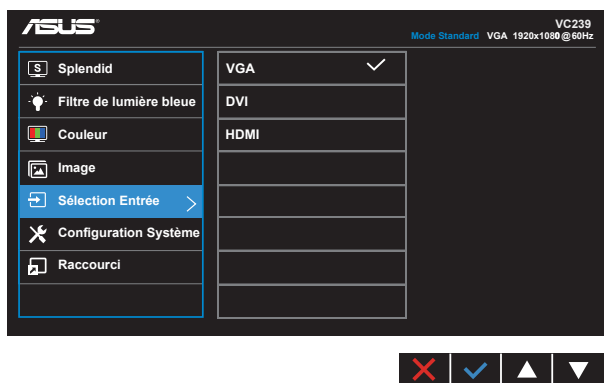 ASUS
VC239
Mode Standard VGA 1920x1080@60Hz
S Splendid
Filtre de lumière bleue
Couleur
Image
Sélection Entrée
Configuration Système
Raccourci
VGA
DVI
HDMI